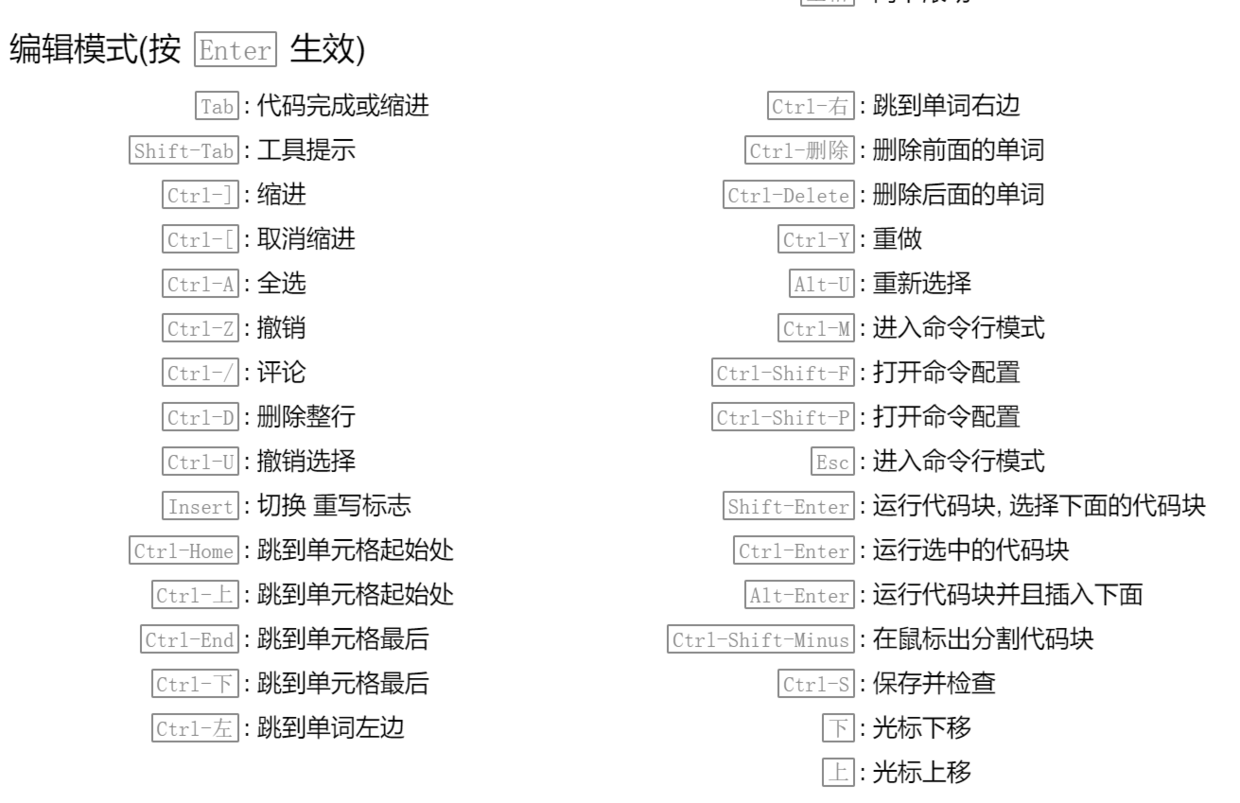 编辑模式(按 Enter 生效)
Tab : 代码完成或缩进
Shift-Tab : 工具提示
Ctrl-] : 缩进
Ctrl-[ : 取消缩进
Ctrl-A : 全选
Ctrl-Z : 撤销
Ctrl-/ : 评论
Ctrl-D : 删除整行
Ctrl-U : 撤销选择
Insert : 切换 重写标志
Ctrl-Home : 跳到单元格起始处
Ctrl-上 : 跳到单元格起始处
Ctrl-End : 跳到单元格最后
Ctrl-下 : 跳到单元格最后
Ctrl-左 : 跳到单词左边
Ctrl-右 : 跳到单词右边
Ctrl-删除 : 删除前面的单词
Ctrl-Delete : 删除后面的单词
Ctrl-Y : 重做
Alt-U : 重新选择
Ctrl-M : 进入命令行模式
Ctrl-Shift-F : 打开命令配置
Ctrl-Shift-P : 打开命令配置
Esc : 进入命令行模式
Shift-Enter : 运行代码块, 选择下面的代码块
Ctrl-Enter : 运行选中的代码块
Alt-Enter : 运行代码块并且插入下面
Ctrl-Shift-Minus : 在鼠标出分割代码块
Ctrl-S : 保存并检查
下 : 光标下移
上 : 光标上移